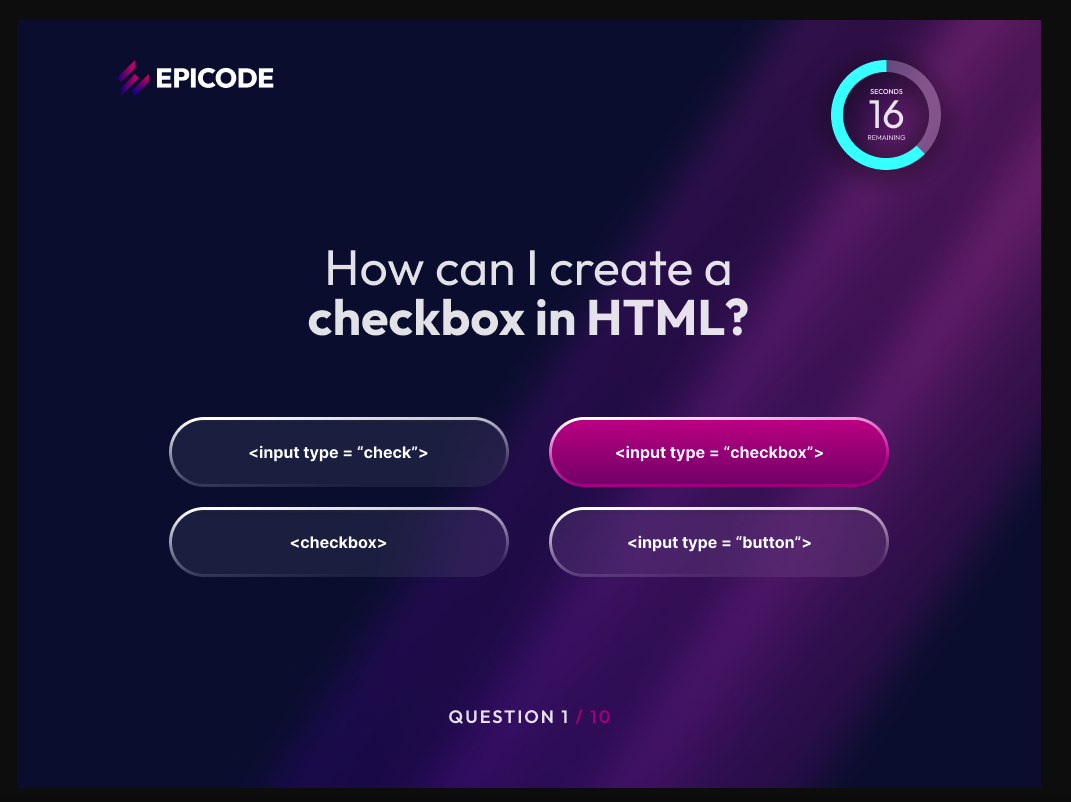 EPICODE
SECONDS
16
REMAINING
How can I create a
checkbox in HTML?
<input type = “check”>
<input type = “checkbox”>
<checkbox>
<input type = “button”>
QUESTION 1 / 10